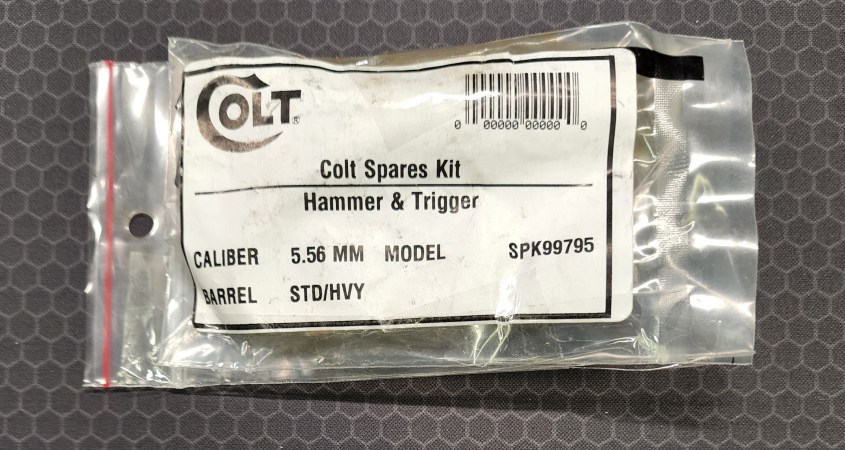 COLT®
0 00000 00000 0
Colt Spares Kit
Hammer & Trigger
CALIBER 5.56 MM MODEL SPK99795
BARREL STD/HVY